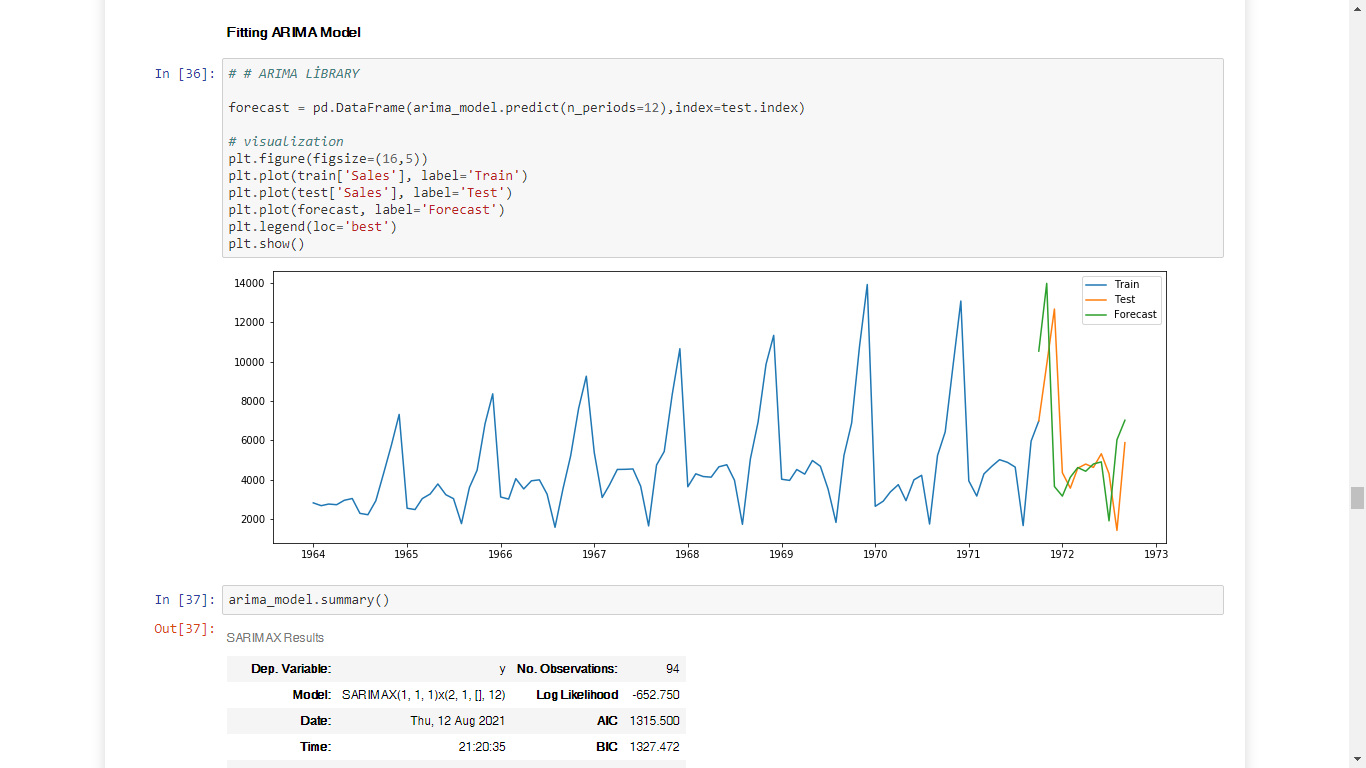 Fitting ARIMA Model
In [36]:
# # ARIMA LİBRARY
forecast = pd.DataFrame(arima_model.predict(n_periods=12),index=test.index)
# visualization
plt.figure(figsize=(16,5))
plt.plot(train['Sales'], label='Train')
plt.plot(test['Sales'], label='Test')
plt.plot(forecast, label='Forecast')
plt.legend(loc='best')
plt.show()
14000
12000
10000
8000
6000
4000
2000
1964 1965 1966 1967 1968 1969 1970 1971 1972 1973
Train
Test
Forecast
In [37]: arima_model.summary()
Out[37]:
SARIMAX Results
Dep. Variable: y No. Observations: 94
Model: SARIMAX(1, 1, 1)x(2, 1, [], 12) Log Likelihood -652.750
Date: Thu, 12 Aug 2021 AIC 1315.500
Time: 21:20:35 BIC 1327.472